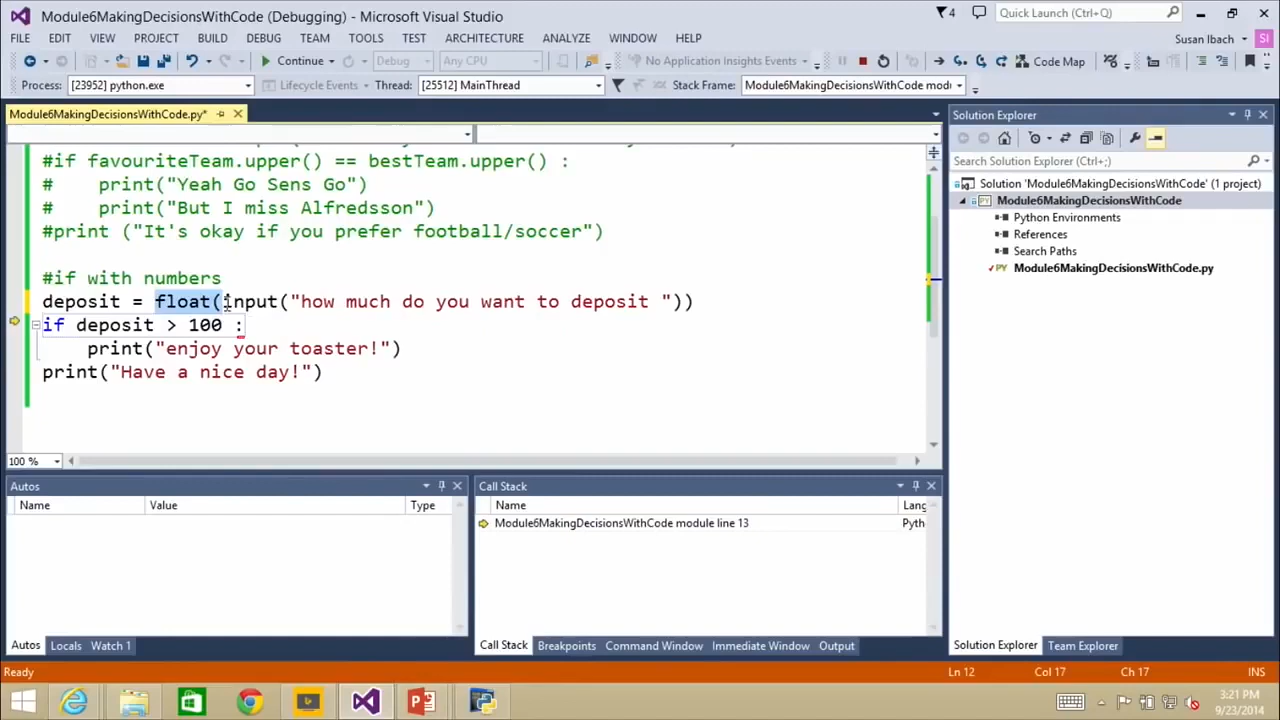 Module6MakingDecisionsWithCode (Debugging) - Microsoft Visual Studio
4
Quick Launch (Ctrl+Q)
FILE EDIT VIEW PROJECT BUILD DEBUG TEAM TOOLS TEST ARCHITECTURE ANALYZE WINDOW HELP
Susan Ibach
SI
Continue
Debug
Any CPU
No Application Insights Events
Code Map
Process: [23952] python.exe
Lifecycle Events
Thread: [25512] MainThread
Stack Frame: Module6MakingDecisionsWithCode modu
Module6MakingDecisionsWithCode.py*
#if favouriteTeam.upper() == bestTeam.upper() :
#    print("Yeah Go Sens Go")
#    print("But I miss Alfredsson")
#print ("It's okay if you prefer football/soccer")
#if with numbers
deposit = float(input("how much do you want to deposit "))
if deposit > 100 :
    print("enjoy your toaster!")
print("Have a nice day!")
100 %
Solution Explorer
Search Solution Explorer (Ctrl+;)
Solution 'Module6MakingDecisionsWithCode' (1 project)
PY Module6MakingDecisionsWithCode
Python Environments
References
Search Paths
PY Module6MakingDecisionsWithCode.py
Autos
Name Value Type
Call Stack
Name Lang
Module6MakingDecisionsWithCode module line 13 Pytho
Autos Locals Watch 1
Call Stack Breakpoints Command Window Immediate Window Output
Solution Explorer Team Explorer
Ready
Ln 12 Col 17 Ch 17 INS
3:21 PM
9/23/2014